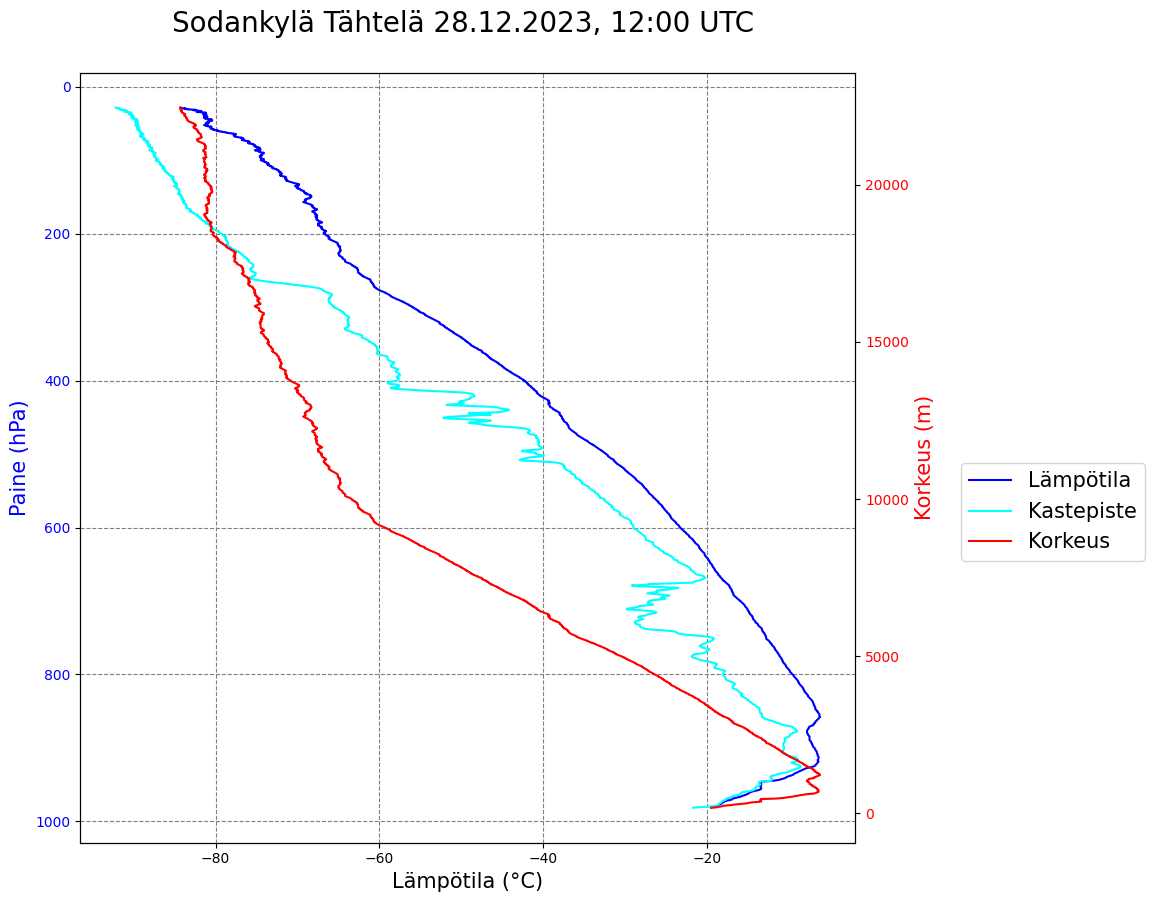 Sodankylä Tähtelä 28.12.2023, 12:00 UTC
0
200
400
600
800
1000
Paine (hPa)
−80
−60
−40
−20
Lämpötila (°C)
20000
15000
10000
5000
0
Korkeus (m)
Lämpötila
Kastepiste
Korkeus